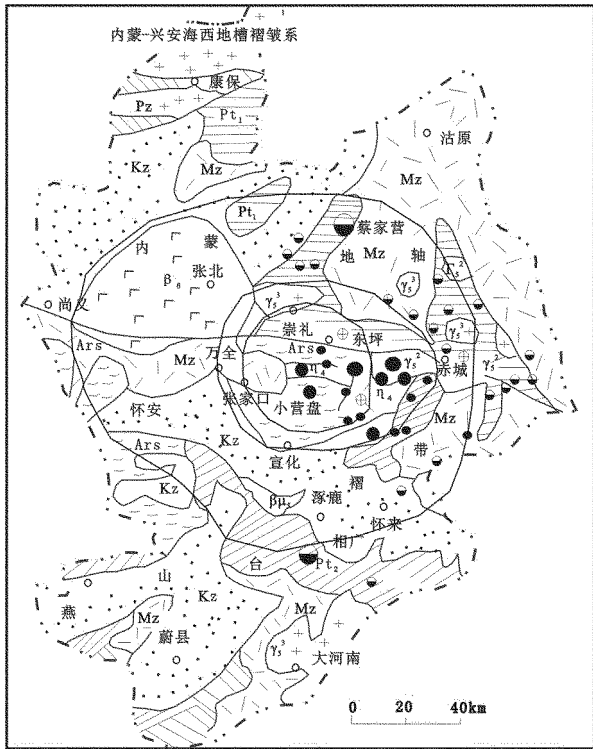 内蒙-兴安海西地槽褶皱系
康保
Pz
Pt₁
沽原
Kz
Mz
Mz
Pt₁
蔡家营
内 蒙 地 轴
Mz
β₆
张北
γ₅³
γ₅³
尚义
崇礼
东坪
γ₅³
Ars
Ars
Mz
万全
η₄
γ₅²
赤城
γ₅²
张家口
η₄
怀安
小营盘
Mz
Ars
Kz
宣化
带
褶
Kz
βμ₅
涿鹿
怀来
相
台
Pt₂
山
燕
Kz
Mz
Mz
蔚县
γ₅³
大河南
0 20 40km